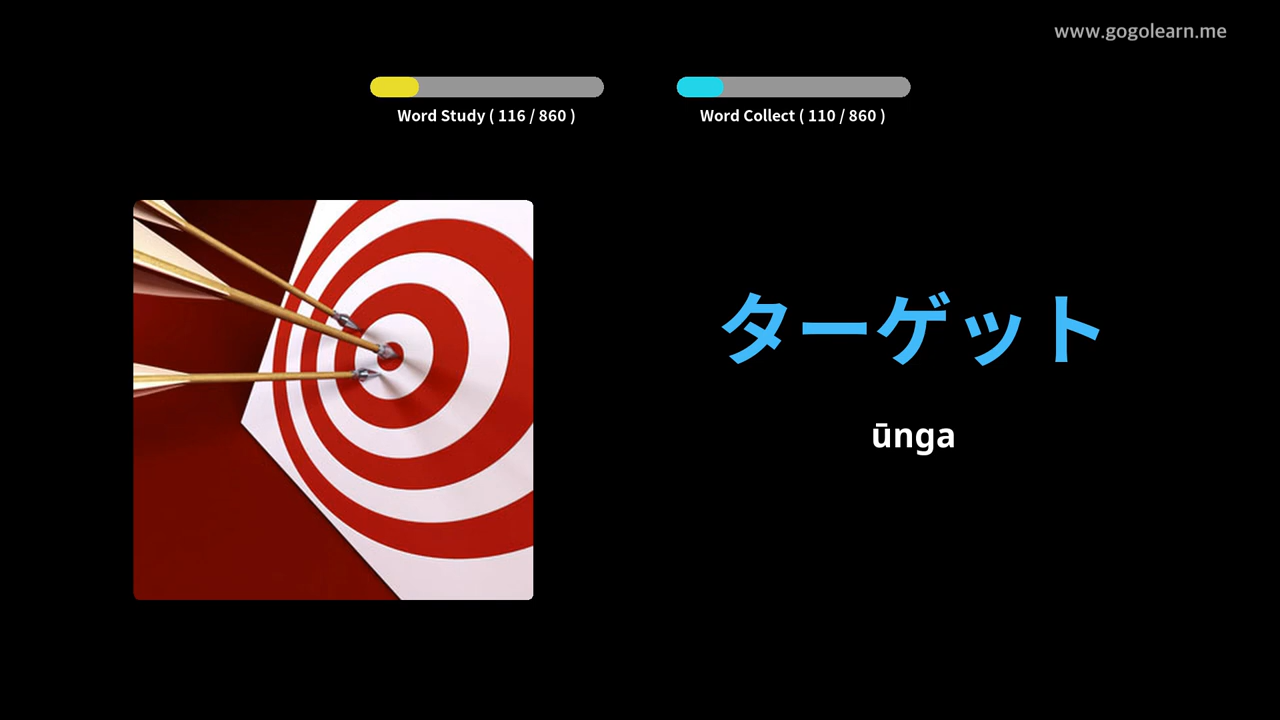 www.gogolearn.me
Word Study ( 116 / 860 )
Word Collect ( 110 / 860 )
ターゲット
ūnga